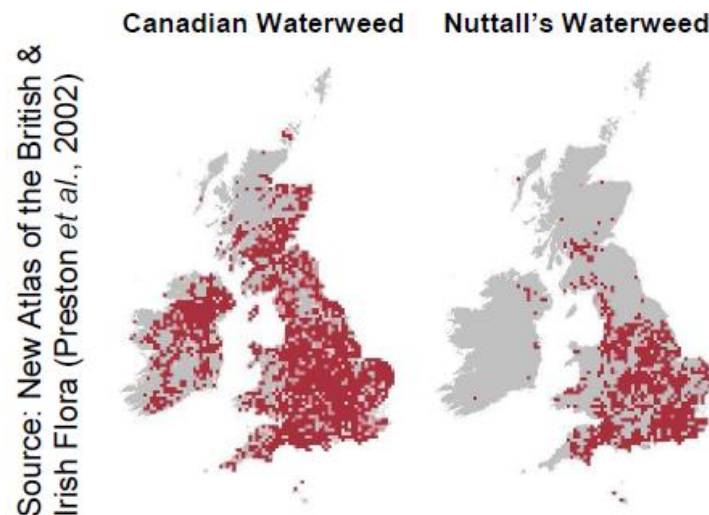 Canadian Waterweed
Nuttall's Waterweed
Source: New Atlas of the British &
Irish Flora (Preston et al., 2002)